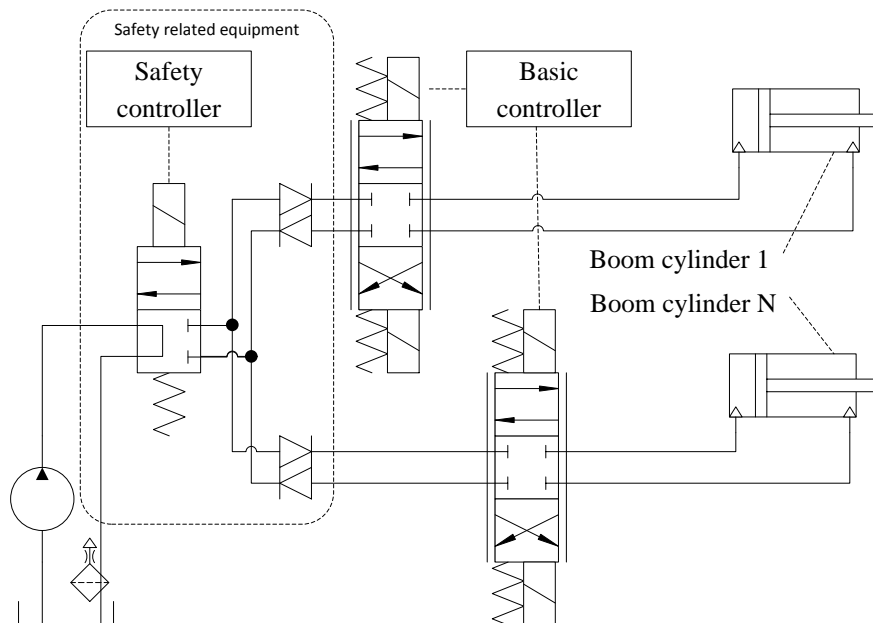 Safety related equipment
Safety
controller
Basic
controller
Boom cylinder 1
Boom cylinder N